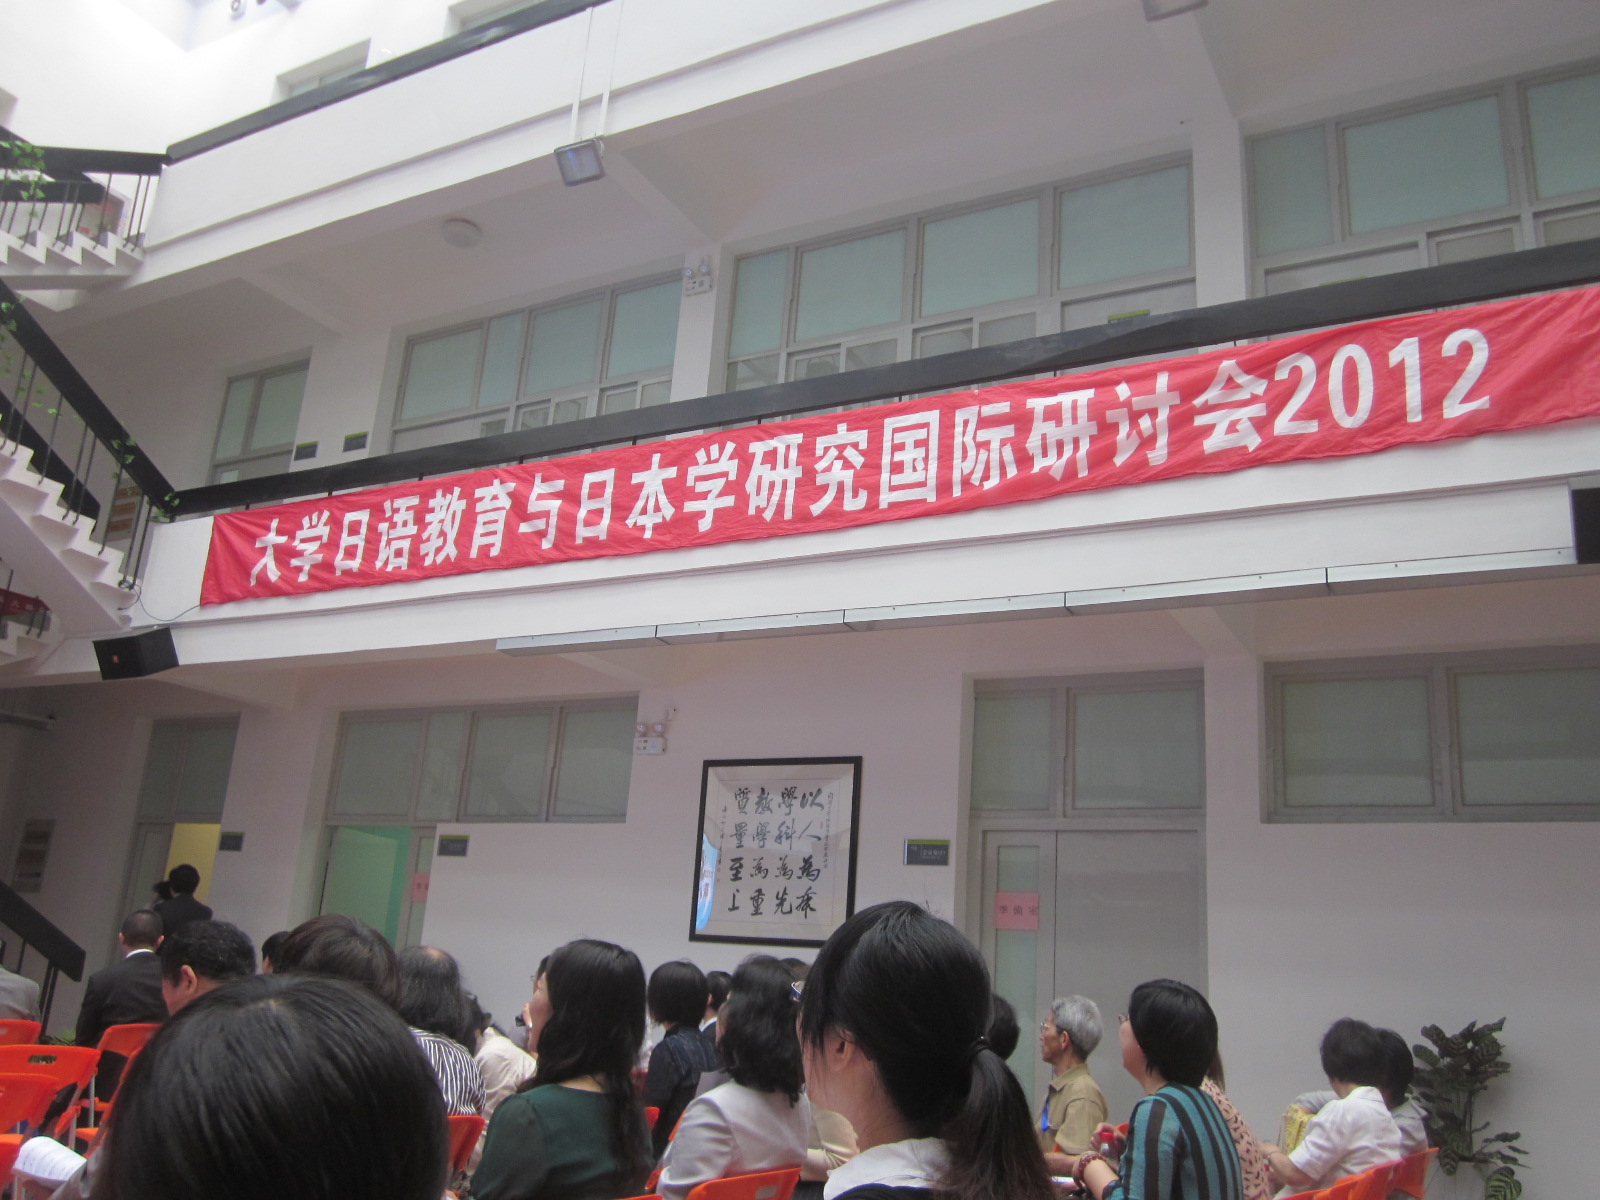 大学日语教育与日本学研究国际研讨会2012
以人為本
學科為先
教學為重
質量至上